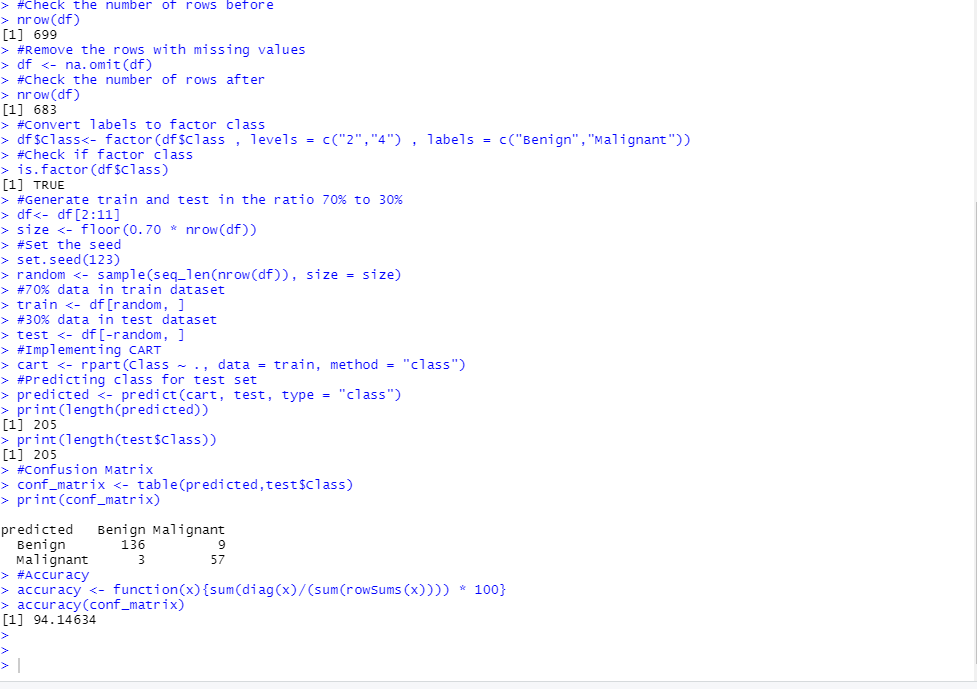 > #Check the number of rows before
> nrow(df)
[1] 699
> #Remove the rows with missing values
> df <- na.omit(df)
> #Check the number of rows after
> nrow(df)
[1] 683
> #Convert labels to factor class
> df$Class<- factor(df$Class , levels = c("2","4") , labels = c("Benign","Malignant"))
> #Check if factor class
> is.factor(df$Class)
[1] TRUE
> #Generate train and test in the ratio 70% to 30%
> df<- df[2:11]
> size <- floor(0.70 * nrow(df))
> #Set the seed
> set.seed(123)
> random <- sample(seq_len(nrow(df)), size = size)
> #70% data in train dataset
> train <- df[random, ]
> #30% data in test dataset
> test <- df[-random, ]
> #Implementing CART
> cart <- rpart(Class ~ ., data = train, method = "class")
> #Predicting class for test set
> predicted <- predict(cart, test, type = "class")
> print(length(predicted))
[1] 205
> print(length(test$Class))
[1] 205
> #Confusion Matrix
> conf_matrix <- table(predicted,test$Class)
> print(conf_matrix)
predicted   Benign Malignant
  Benign       136         9
  Malignant      3        57
> #Accuracy
> accuracy <- function(x){sum(diag(x)/(sum(rowSums(x)))) * 100}
> accuracy(conf_matrix)
[1] 94.14634
>
>
>